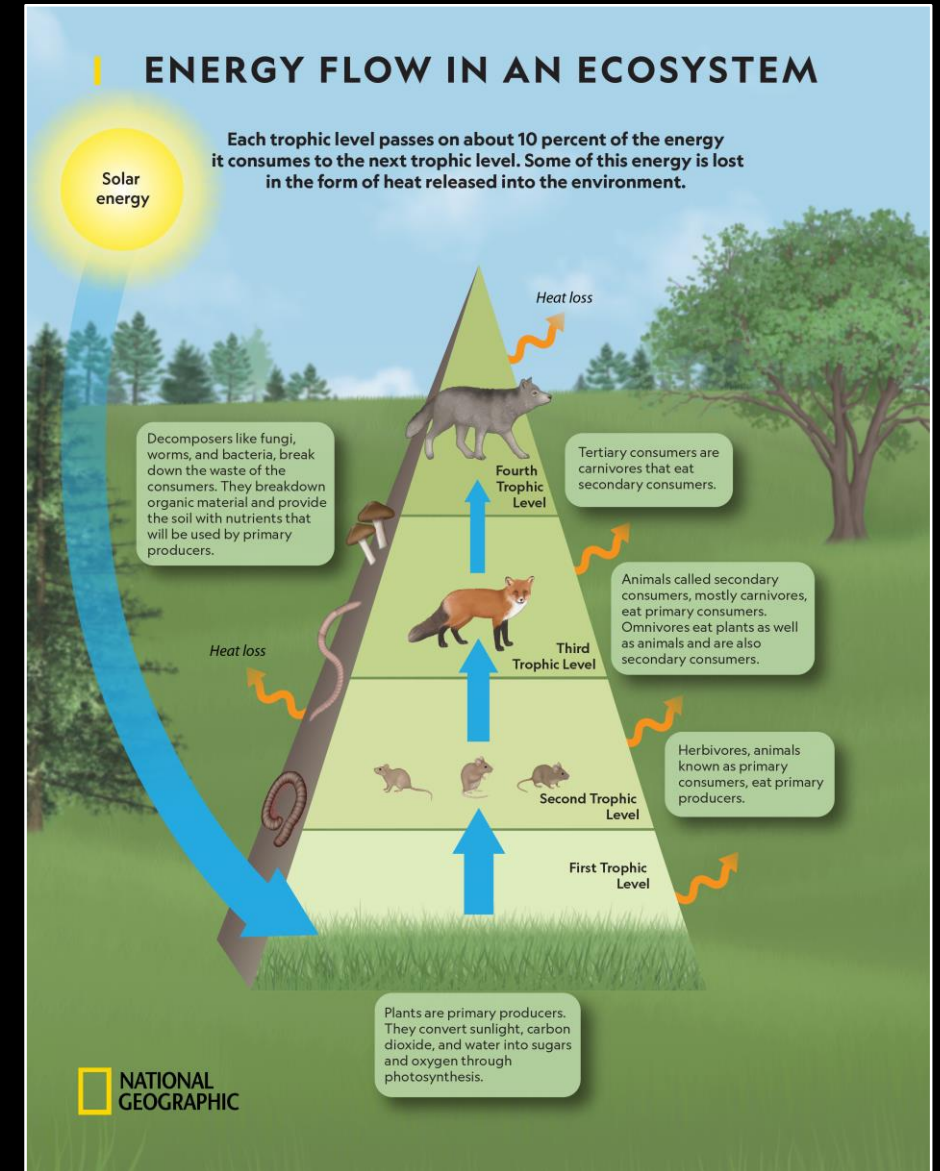 ENERGY FLOW IN AN ECOSYSTEM
Each trophic level passes on about 10 percent of the energy
it consumes to the next trophic level. Some of this energy is lost
in the form of heat released into the environment.
Solar
energy
Heat loss
Decomposers like fungi,
worms, and bacteria, break
down the waste of the
consumers. They breakdown
organic material and provide
the soil with nutrients that
will be used by primary
producers.
Fourth
Trophic
Level
Tertiary consumers are
carnivores that eat
secondary consumers.
Animals called secondary
consumers, mostly carnivores,
eat primary consumers.
Omnivores eat plants as well
as animals and are also
secondary consumers.
Third
Trophic Level
Heat loss
Herbivores, animals
known as primary
consumers, eat primary
producers.
Second Trophic
Level
First Trophic
Level
Plants are primary producers.
They convert sunlight, carbon
dioxide, and water into sugars
and oxygen through
photosynthesis.
NATIONAL
GEOGRAPHIC